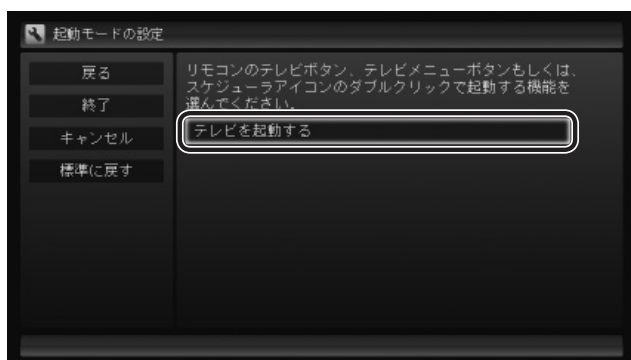 起動モードの設定
戻る
終了
キャンセル
標準に戻す
リモコンのテレビボタン、テレビメニューボタンもしくは、
スケジューラアイコンのダブルクリックで起動する機能を
選んでください。
テレビを起動する